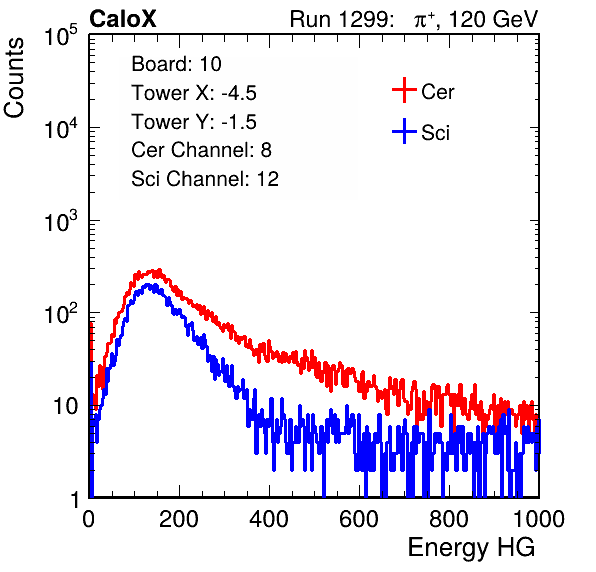 CaloX Run 1299: π⁺, 120 GeV
Counts
10⁵
10⁴
10³
10²
10
1
Board: 10
Tower X: -4.5
Tower Y: -1.5
Cer Channel: 8
Sci Channel: 12
Cer
Sci
0 200 400 600 800 1000
Energy HG